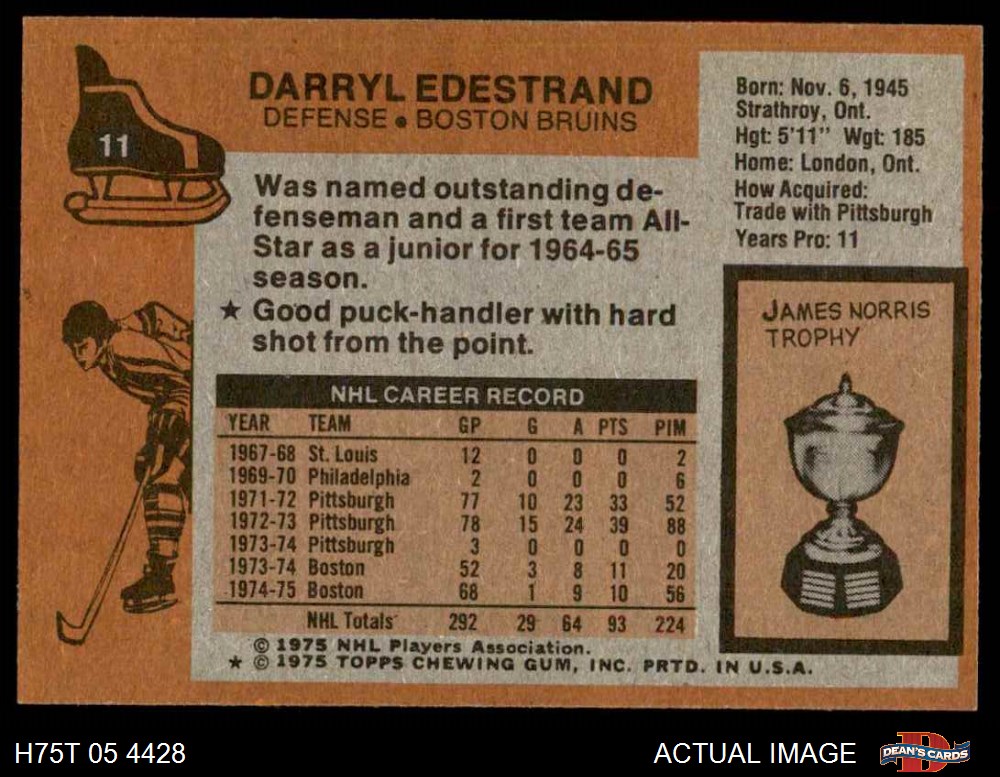 11
DARRYL EDESTRAND
DEFENSE • BOSTON BRUINS
Was named outstanding de-
fenseman and a first team All-
Star as a junior for 1964-65
season.
★ Good puck-handler with hard
shot from the point.
Born: Nov. 6, 1945
Strathroy, Ont.
Hgt: 5'11" Wgt: 185
Home: London, Ont.
How Acquired:
Trade with Pittsburgh
Years Pro: 11
JAMES NORRIS
TROPHY
NHL CAREER RECORD
YEAR TEAM GP G A PTS PIM
1967-68 St. Louis 12 0 0 0 2
1969-70 Philadelphia 2 0 0 0 6
1971-72 Pittsburgh 77 10 23 33 52
1972-73 Pittsburgh 78 15 24 39 88
1973-74 Pittsburgh 3 0 0 0 0
1973-74 Boston 52 3 8 11 20
1974-75 Boston 68 1 9 10 56
NHL Totals 292 29 64 93 224
© 1975 NHL Players Association.
★ © 1975 TOPPS CHEWING GUM, INC. PRTD. IN U.S.A.
H75T 05 4428
ACTUAL IMAGE
D
DEAN'S CARDS